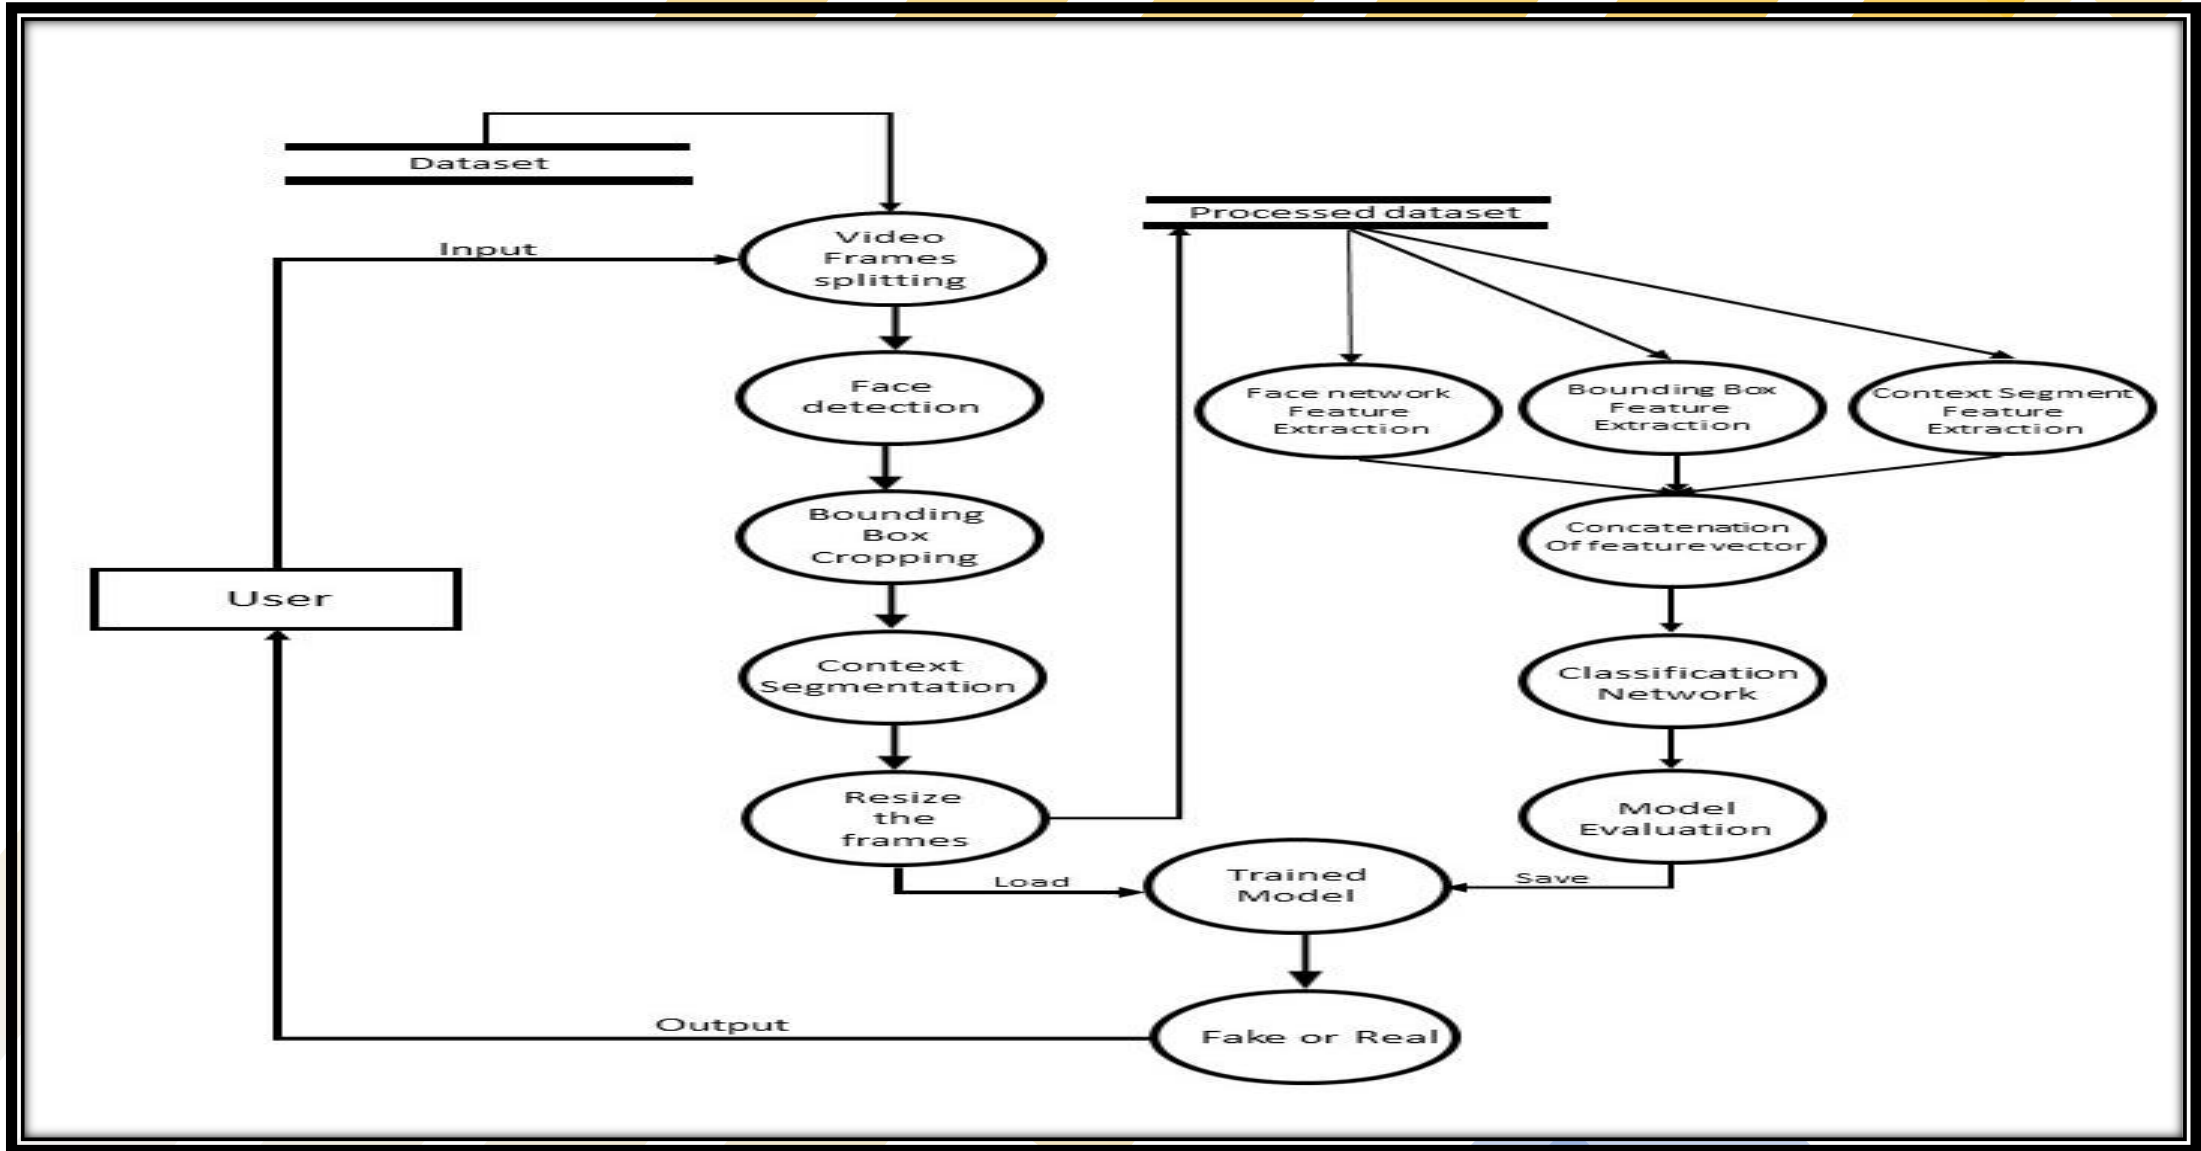 Dataset
Processed dataset
Input
Video
Frames
splitting
Face
detection
Bounding
Box
Cropping
Context
Segmentation
Resize
the
frames
User
Face network
Feature
Extraction
Bounding Box
Feature
Extraction
Context Segment
Feature
Extraction
Concatenation
Of feature vector
Classification
Network
Model
Evaluation
Load
Save
Trained
Model
Output
Fake or Real